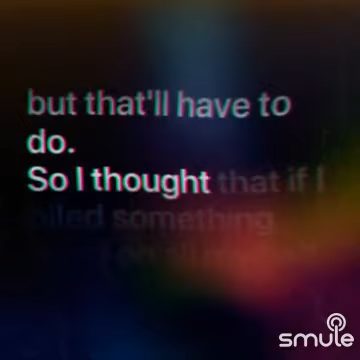 but that'll have to
do.
So I thought that if I
piled something
smule